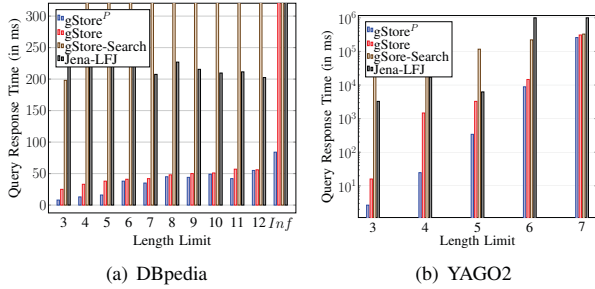 Query Response Time (in ms)
300
250
200
150
100
50
0
gStoreP
gStore
gStore-Search
Jena-LFJ
3 4 5 6 7 8 9 10 11 12 Inf
Length Limit
(a) DBpedia
Query Response Time (in ms)
10^6
10^5
10^4
10^3
10^2
10^1
gStoreP
gStore
gSore-Search
Jena-LFJ
3 4 5 6 7
Length Limit
(b) YAGO2